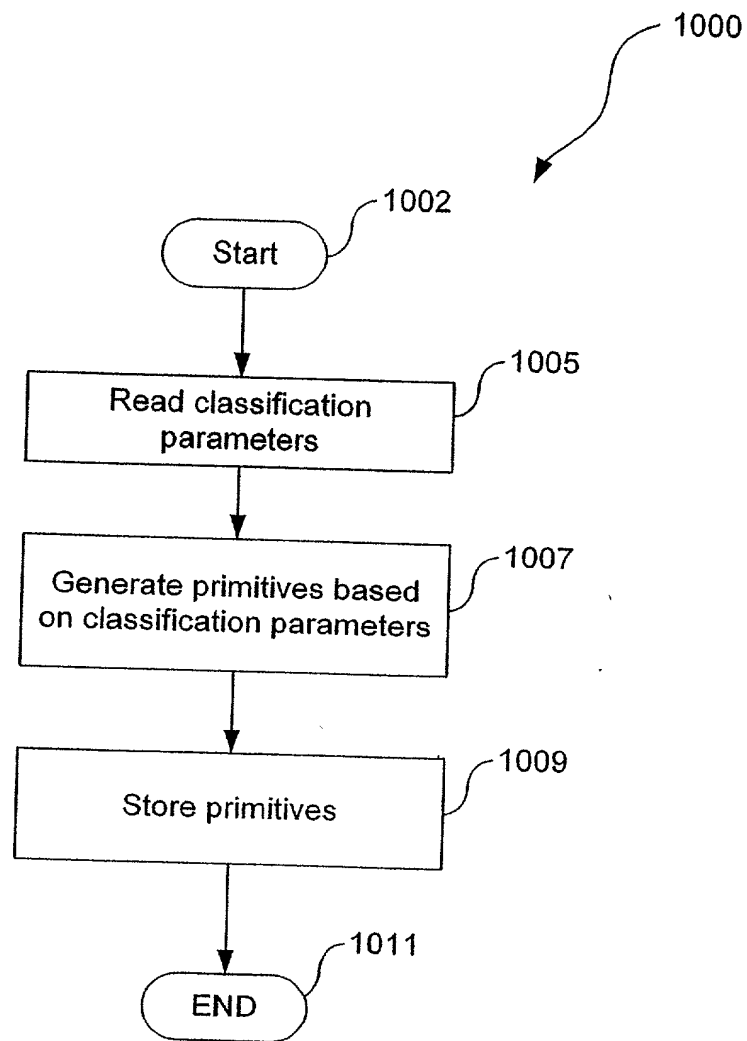 1000
1002
Start
1005
Read classification
parameters
1007
Generate primitives based
on classification parameters
1009
Store primitives
1011
END